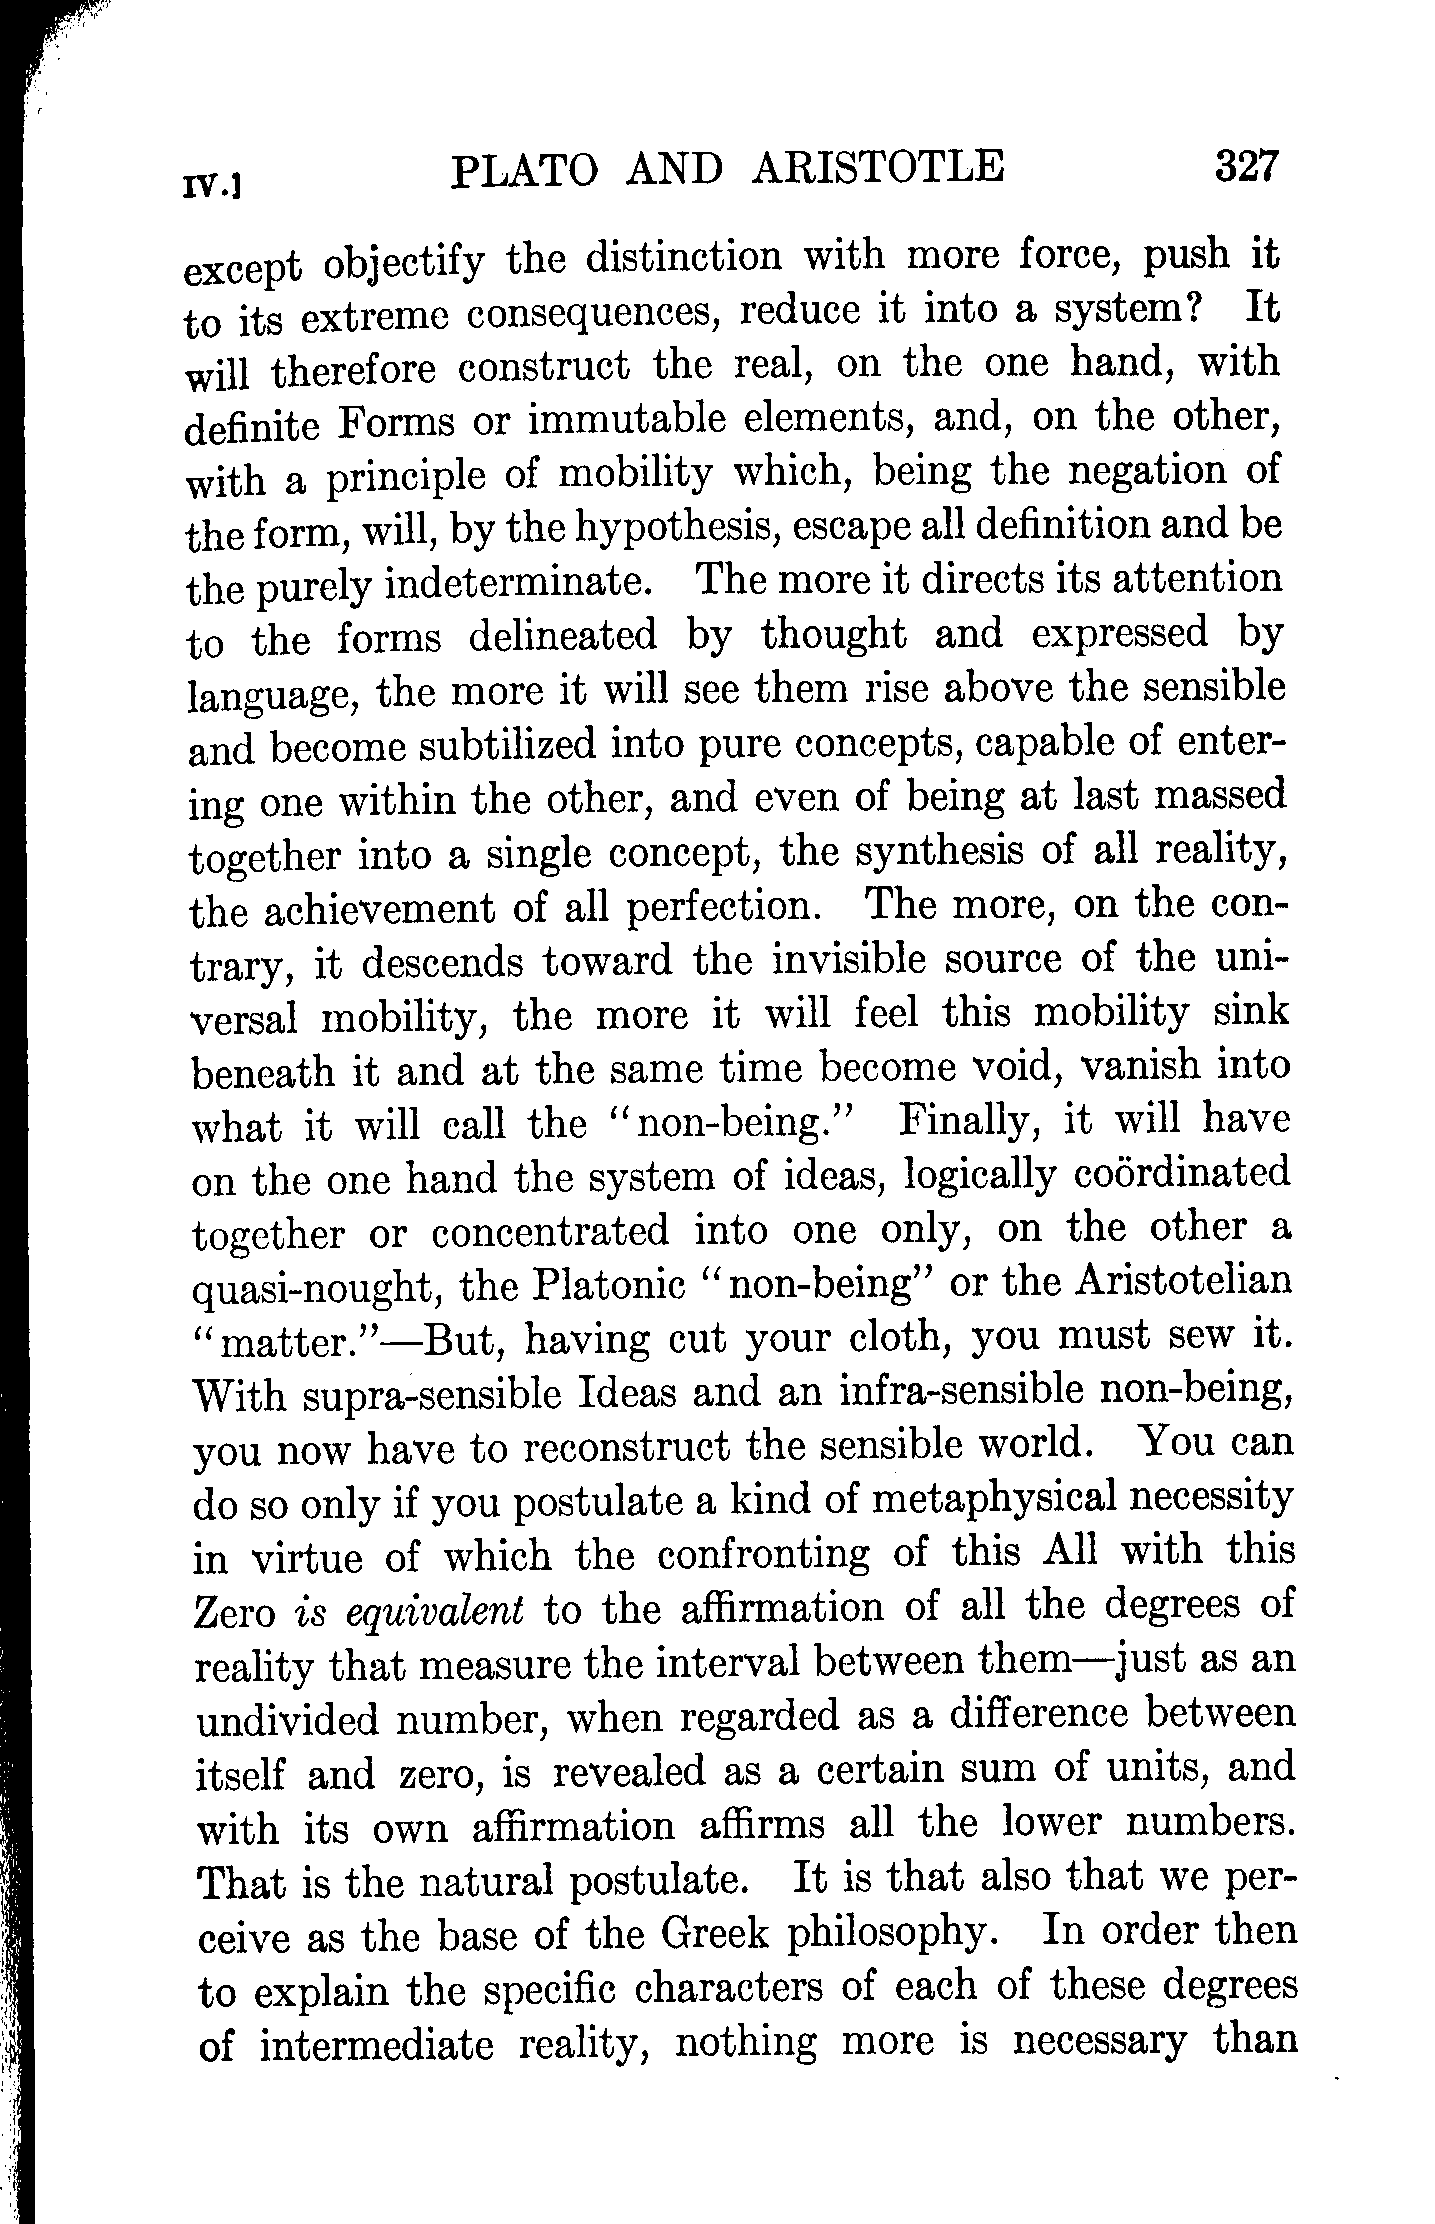 IV.] PLATO AND ARISTOTLE 327
except objectify the distinction with more force, push it
to its extreme consequences, reduce it into a system? It
will therefore construct the real, on the one hand, with
definite Forms or immutable elements, and, on the other,
with a principle of mobility which, being the negation of
the form, will, by the hypothesis, escape all definition and be
the purely indeterminate. The more it directs its attention
to the forms delineated by thought and expressed by
language, the more it will see them rise above the sensible
and become subtilized into pure concepts, capable of enter-
ing one within the other, and even of being at last massed
together into a single concept, the synthesis of all reality,
the achievement of all perfection. The more, on the con-
trary, it descends toward the invisible source of the uni-
versal mobility, the more it will feel this mobility sink
beneath it and at the same time become void, vanish into
what it will call the “non-being.” Finally, it will have
on the one hand the system of ideas, logically coördinated
together or concentrated into one only, on the other a
quasi-nought, the Platonic “non-being” or the Aristotelian
“matter.”—But, having cut your cloth, you must sew it.
With supra-sensible Ideas and an infra-sensible non-being,
you now have to reconstruct the sensible world. You can
do so only if you postulate a kind of metaphysical necessity
in virtue of which the confronting of this All with this
Zero is equivalent to the affirmation of all the degrees of
reality that measure the interval between them—just as an
undivided number, when regarded as a difference between
itself and zero, is revealed as a certain sum of units, and
with its own affirmation affirms all the lower numbers.
That is the natural postulate. It is that also that we per-
ceive as the base of the Greek philosophy. In order then
to explain the specific characters of each of these degrees
of intermediate reality, nothing more is necessary than